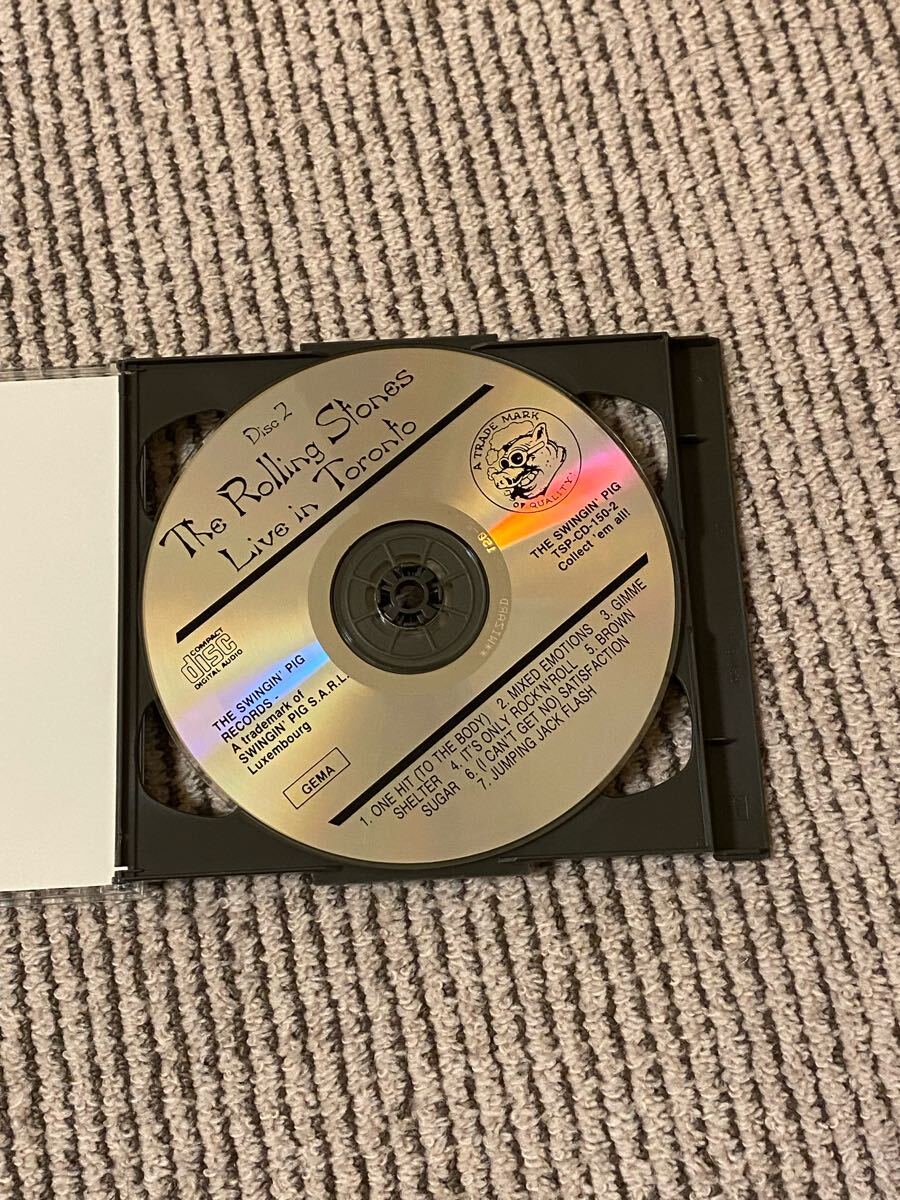 Disc 2
The Rolling Stones
Live in Toronto
A TRADE MARK
OF QUALITY
THE SWINGIN' PIG
TSP-CD-150-2
Collect 'em all!
COMPACT
disc
DIGITAL AUDIO
THE SWINGIN' PIG
RECORDS -
A trademark of
SWINGIN' PIG S.A.R.L.
Luxembourg
GEMA
1. ONE HIT (TO THE BODY) 2 MIXED EMOTIONS 3. GIMME
SHELTER 4. IT'S ONLY ROCK'N'ROLL 5. BROWN
SUGAR 6. (I CAN'T GET NO) SATISFACTION
7. JUMPING JACK FLASH